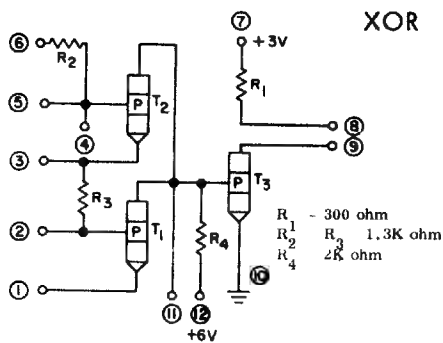 ⑦
XOR
⑥
+3V
R2
T2
R1
⑤
P
④
⑧
③
⑨
T3
R3
P
②
P
T1
R4
R1 - 300 ohm
R2 R3 1.3K ohm
R4 2K ohm
①
⑩
⑪
⑫
+6V